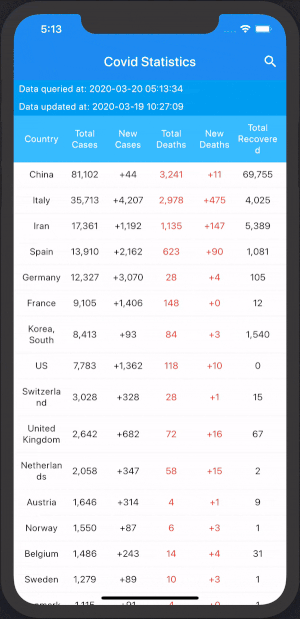 5:13
Covid Statistics
Data queried at: 2020-03-20 05:13:34
Data updated at: 2020-03-19 10:27:09
Country Total Cases New Cases Total Deaths New Deaths Total Recovered
China 81,102 +44 3,241 +11 69,755
Italy 35,713 +4,207 2,978 +475 4,025
Iran 17,361 +1,192 1,135 +147 5,389
Spain 13,910 +2,162 623 +90 1,081
Germany 12,327 +3,070 28 +4 105
France 9,105 +1,406 148 +0 12
Korea, South 8,413 +93 84 +3 1,540
US 7,783 +1,362 118 +10 0
Switzerland 3,028 +328 28 +1 15
United Kingdom 2,642 +682 72 +16 67
Netherlands 2,058 +347 58 +15 2
Austria 1,646 +314 4 +1 9
Norway 1,550 +87 6 +3 1
Belgium 1,486 +243 14 +4 31
Sweden 1,279 +89 10 +3 1